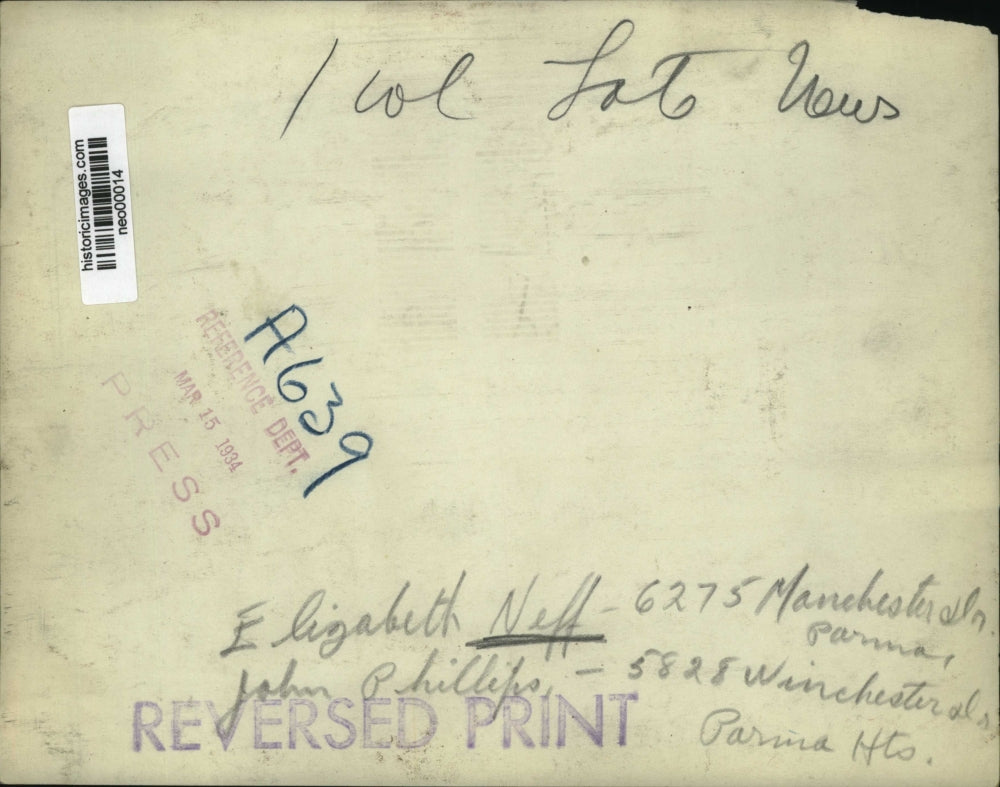 1 Col Sat News
historicimages.com
neo00014
A639
REFERENCE DEPT.
MAR 15 1934
PRESS
Elizabeth Neff - 6275 Manchester Dr.
Parma,
John Phillips, - 5828 Winchester Dr
Parma Hts.
REVERSED PRINT